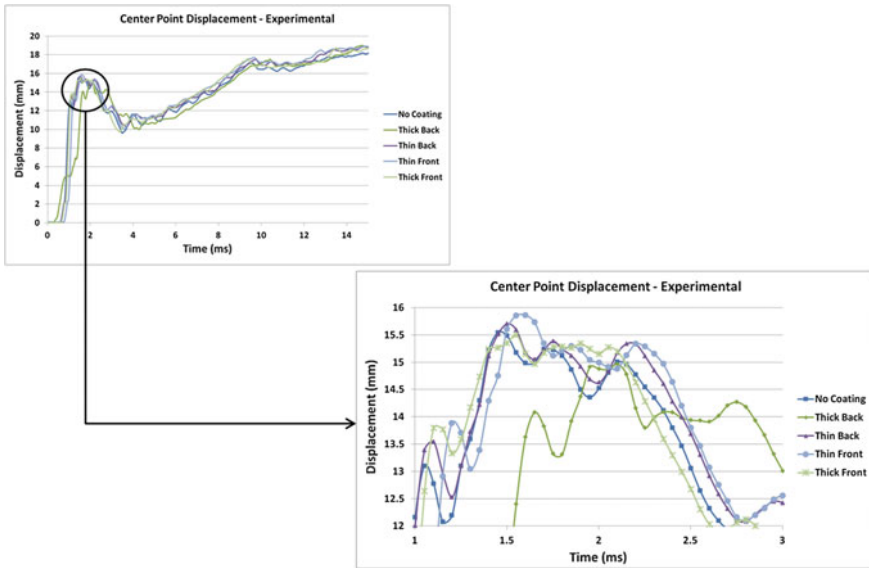 Center Point Displacement - Experimental
Displacement (mm)
20
18
16
14
12
10
8
6
4
2
0
0 2 4 6 8 10 12 14
Time (ms)
No Coating
Thick Back
Thin Back
Thin Front
Thick Front
Center Point Displacement - Experimental
Displacement (mm)
16
15.5
15
14.5
14
13.5
13
12.5
12
1 1.5 2 2.5 3
Time (ms)
No Coating
Thick Back
Thin Back
Thin Front
Thick Front